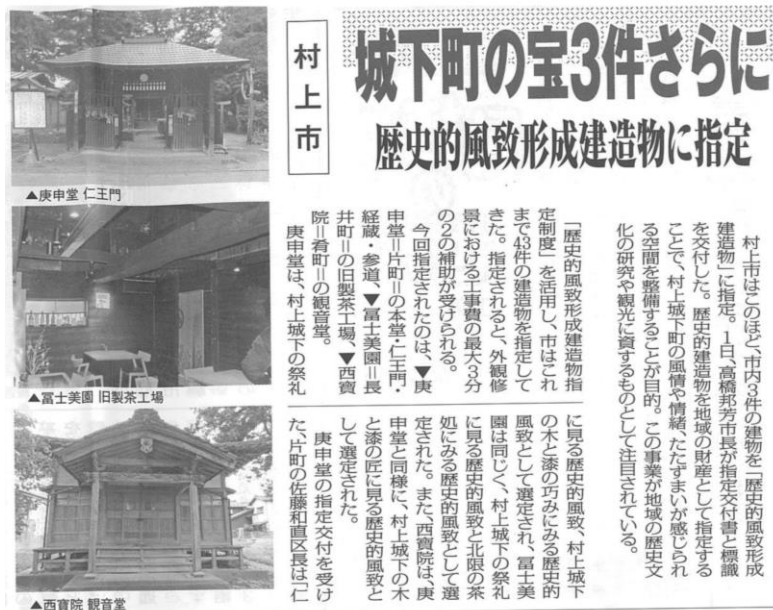 城下町の宝3件さらに
歴史的風致形成建造物に指定
村上市
村上市はこのほど、市内3件の建物を「歴史的風致形成
建造物」に指定。1日、高橋邦芳市長が指定交付書と標識
を交付した。歴史的建造物を地域の財産として指定する
ことで、村上城下町の風情や情緒、たたずまいが感じられ
る空間を整備することが目的。この事業が地域の歴史文
化の研究や観光に資するものとして注目されている。
「歴史的風致形成建造物指
定制度」を活用し、市はこれ
まで43件の建造物を指定して
きた。指定されると、外観修
景における工事費の最大3分
の2の補助が受けられる。
今回指定されたのは、▼庚
申堂＝片町＝の本堂・仁王門・
経蔵・参道、▼冨士美園＝長
井町＝の旧製茶工場、▼西寶
院＝肴町＝の観音堂。
庚申堂は、村上城下の祭礼
に見る歴史的風致、村上城下
の木と漆の巧みにみる歴史的
風致として選定され、冨士美
園は同じく、村上城下の祭礼
に見る歴史的風致と北限の茶
処にみる歴史的風致として選
定された。また、西寶院は、庚
申堂と同様に、村上城下の木
と漆の匠に見る歴史的風致と
して選定された。
庚申堂の指定交付を受け
た、片町の佐藤和直区長は「仁
▲庚申堂 仁王門
▲冨士美園 旧製茶工場
▲西寶院 観音堂